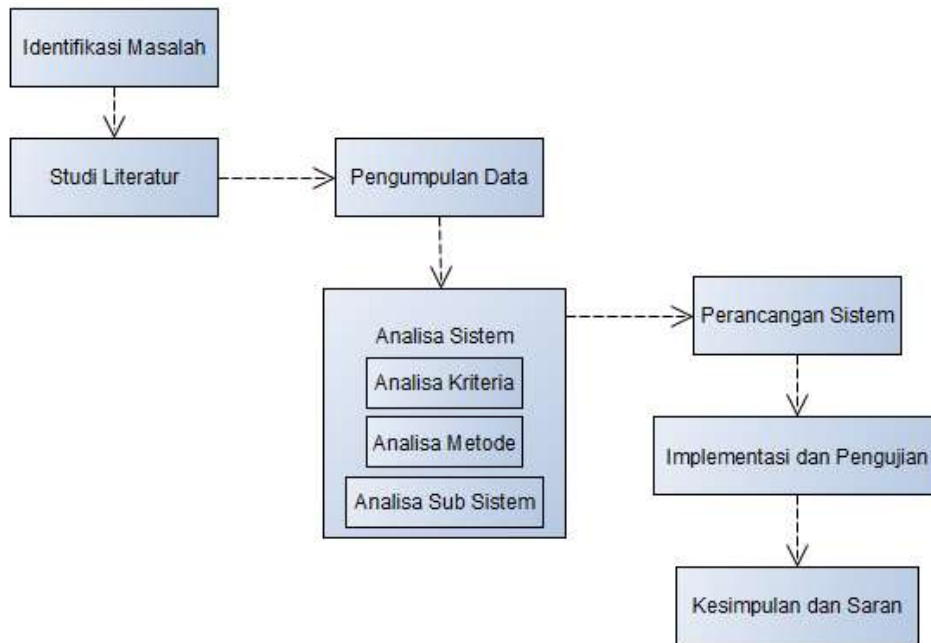 Identifikasi Masalah
Studi Literatur
Pengumpulan Data
Analisa Sistem
Analisa Kriteria
Analisa Metode
Analisa Sub Sistem
Perancangan Sistem
Implementasi dan Pengujian
Kesimpulan dan Saran